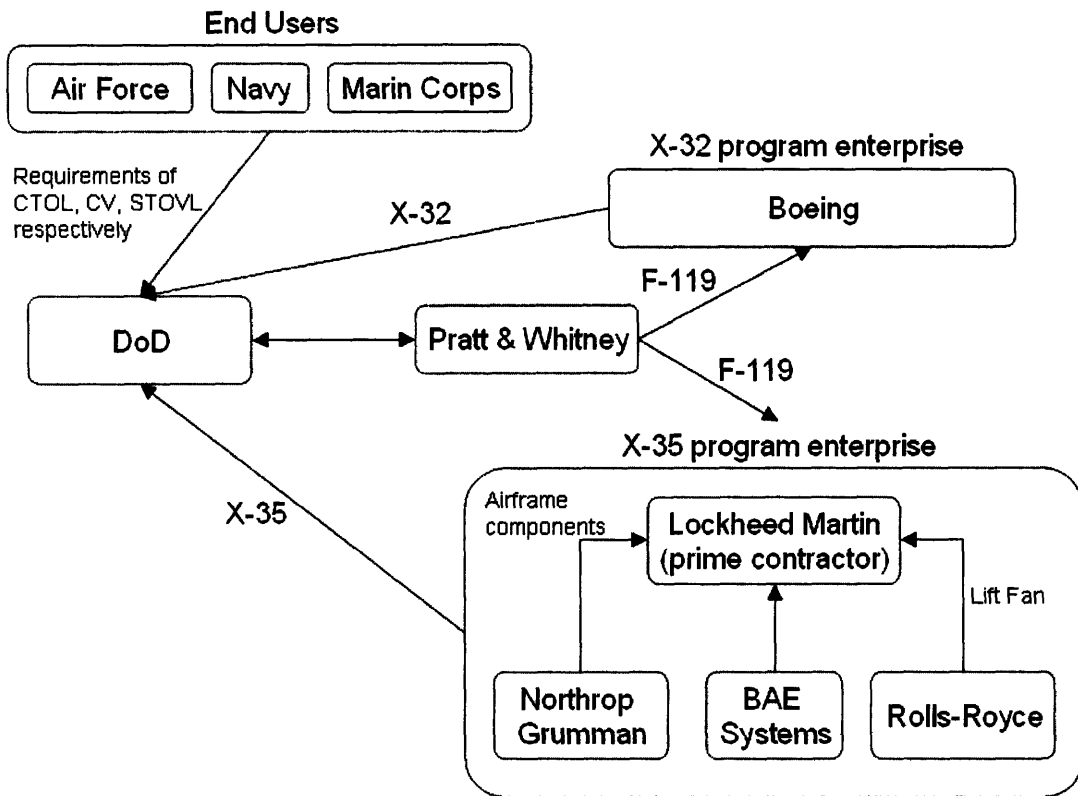 End Users
Air Force
Navy
Marin Corps
Requirements of
CTOL, CV, STOVL,
respectively
X-32 program enterprise
Boeing
X-32
F-119
DoD
Pratt & Whitney
F-119
X-35 program enterprise
X-35
Airframe
components
Lockheed Martin
(prime contractor)
Lift Fan
Northrop
Grumman
BAE
Systems
Rolls-Royce